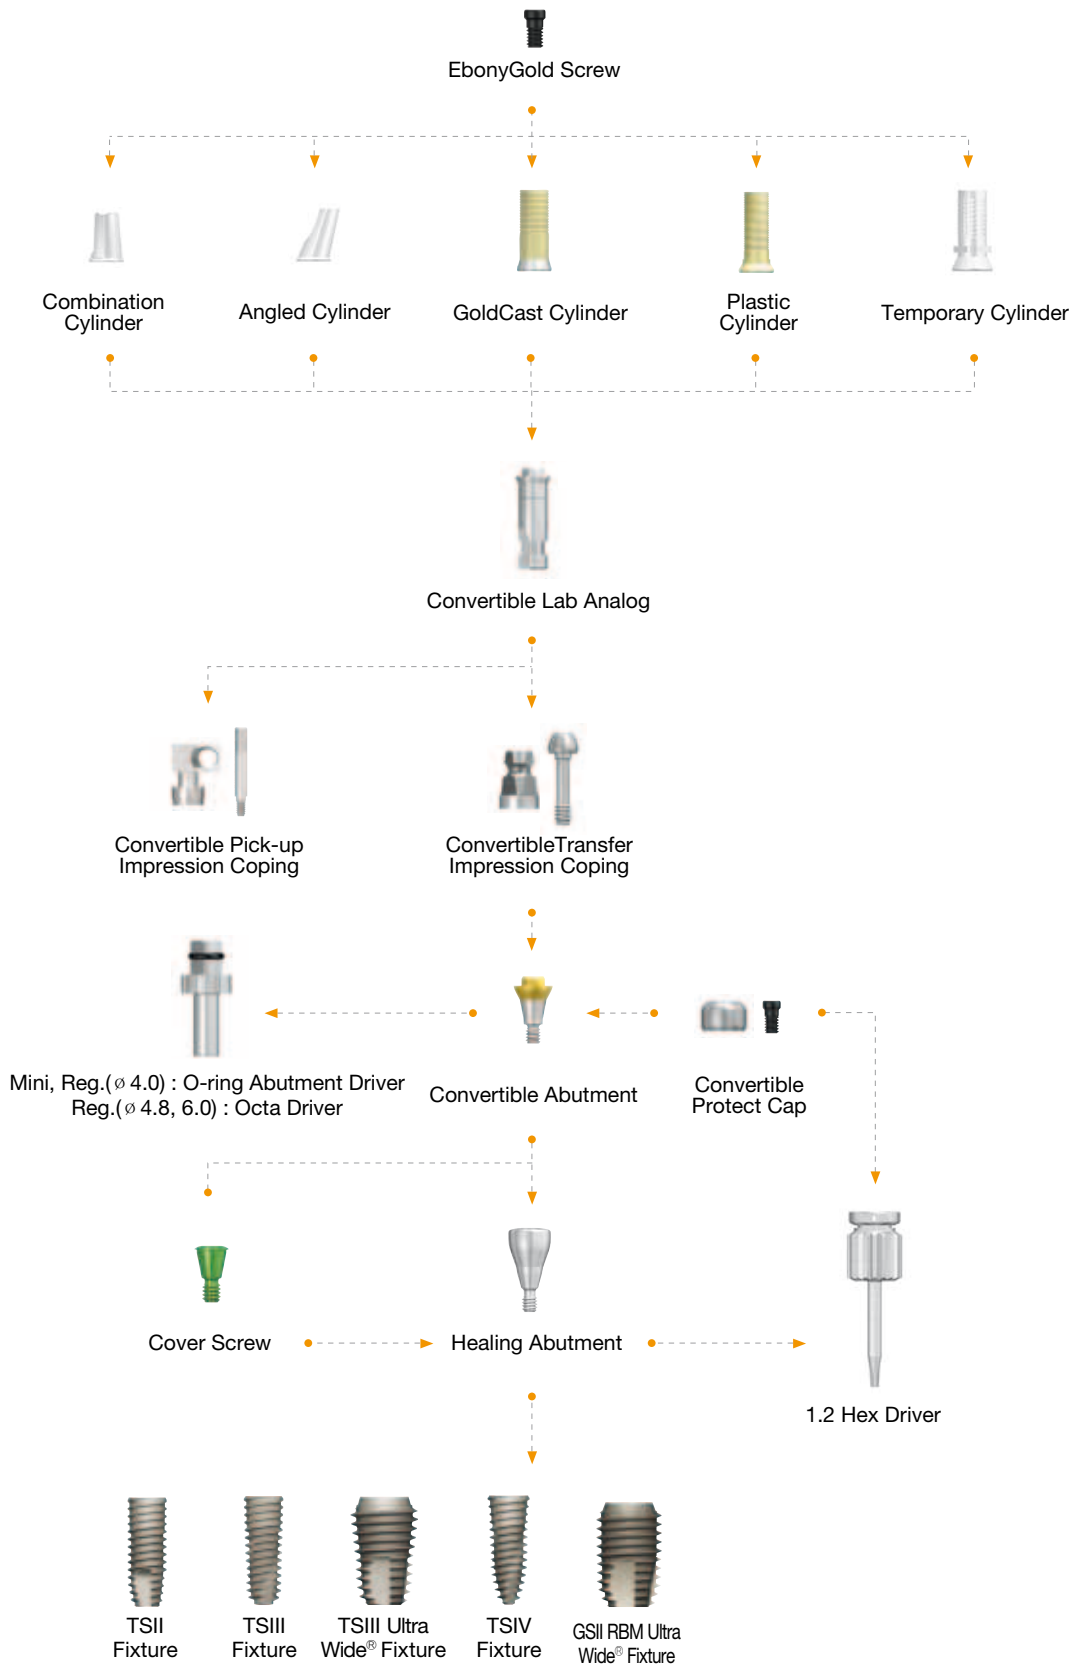 EbonyGold Screw
Combination
Cylinder
Angled Cylinder
GoldCast Cylinder
Plastic
Cylinder
Temporary Cylinder
Convertible Lab Analog
Convertible Pick-up
Impression Coping
ConvertibleTransfer
Impression Coping
Mini, Reg.(ø 4.0) : O-ring Abutment Driver
Reg.(ø 4.8, 6.0) : Octa Driver
Convertible Abutment
Convertible
Protect Cap
Cover Screw
Healing Abutment
1.2 Hex Driver
TSII
Fixture
TSIII
Fixture
TSIII Ultra
Wide® Fixture
TSIV
Fixture
GSII RBM Ultra
Wide® Fixture